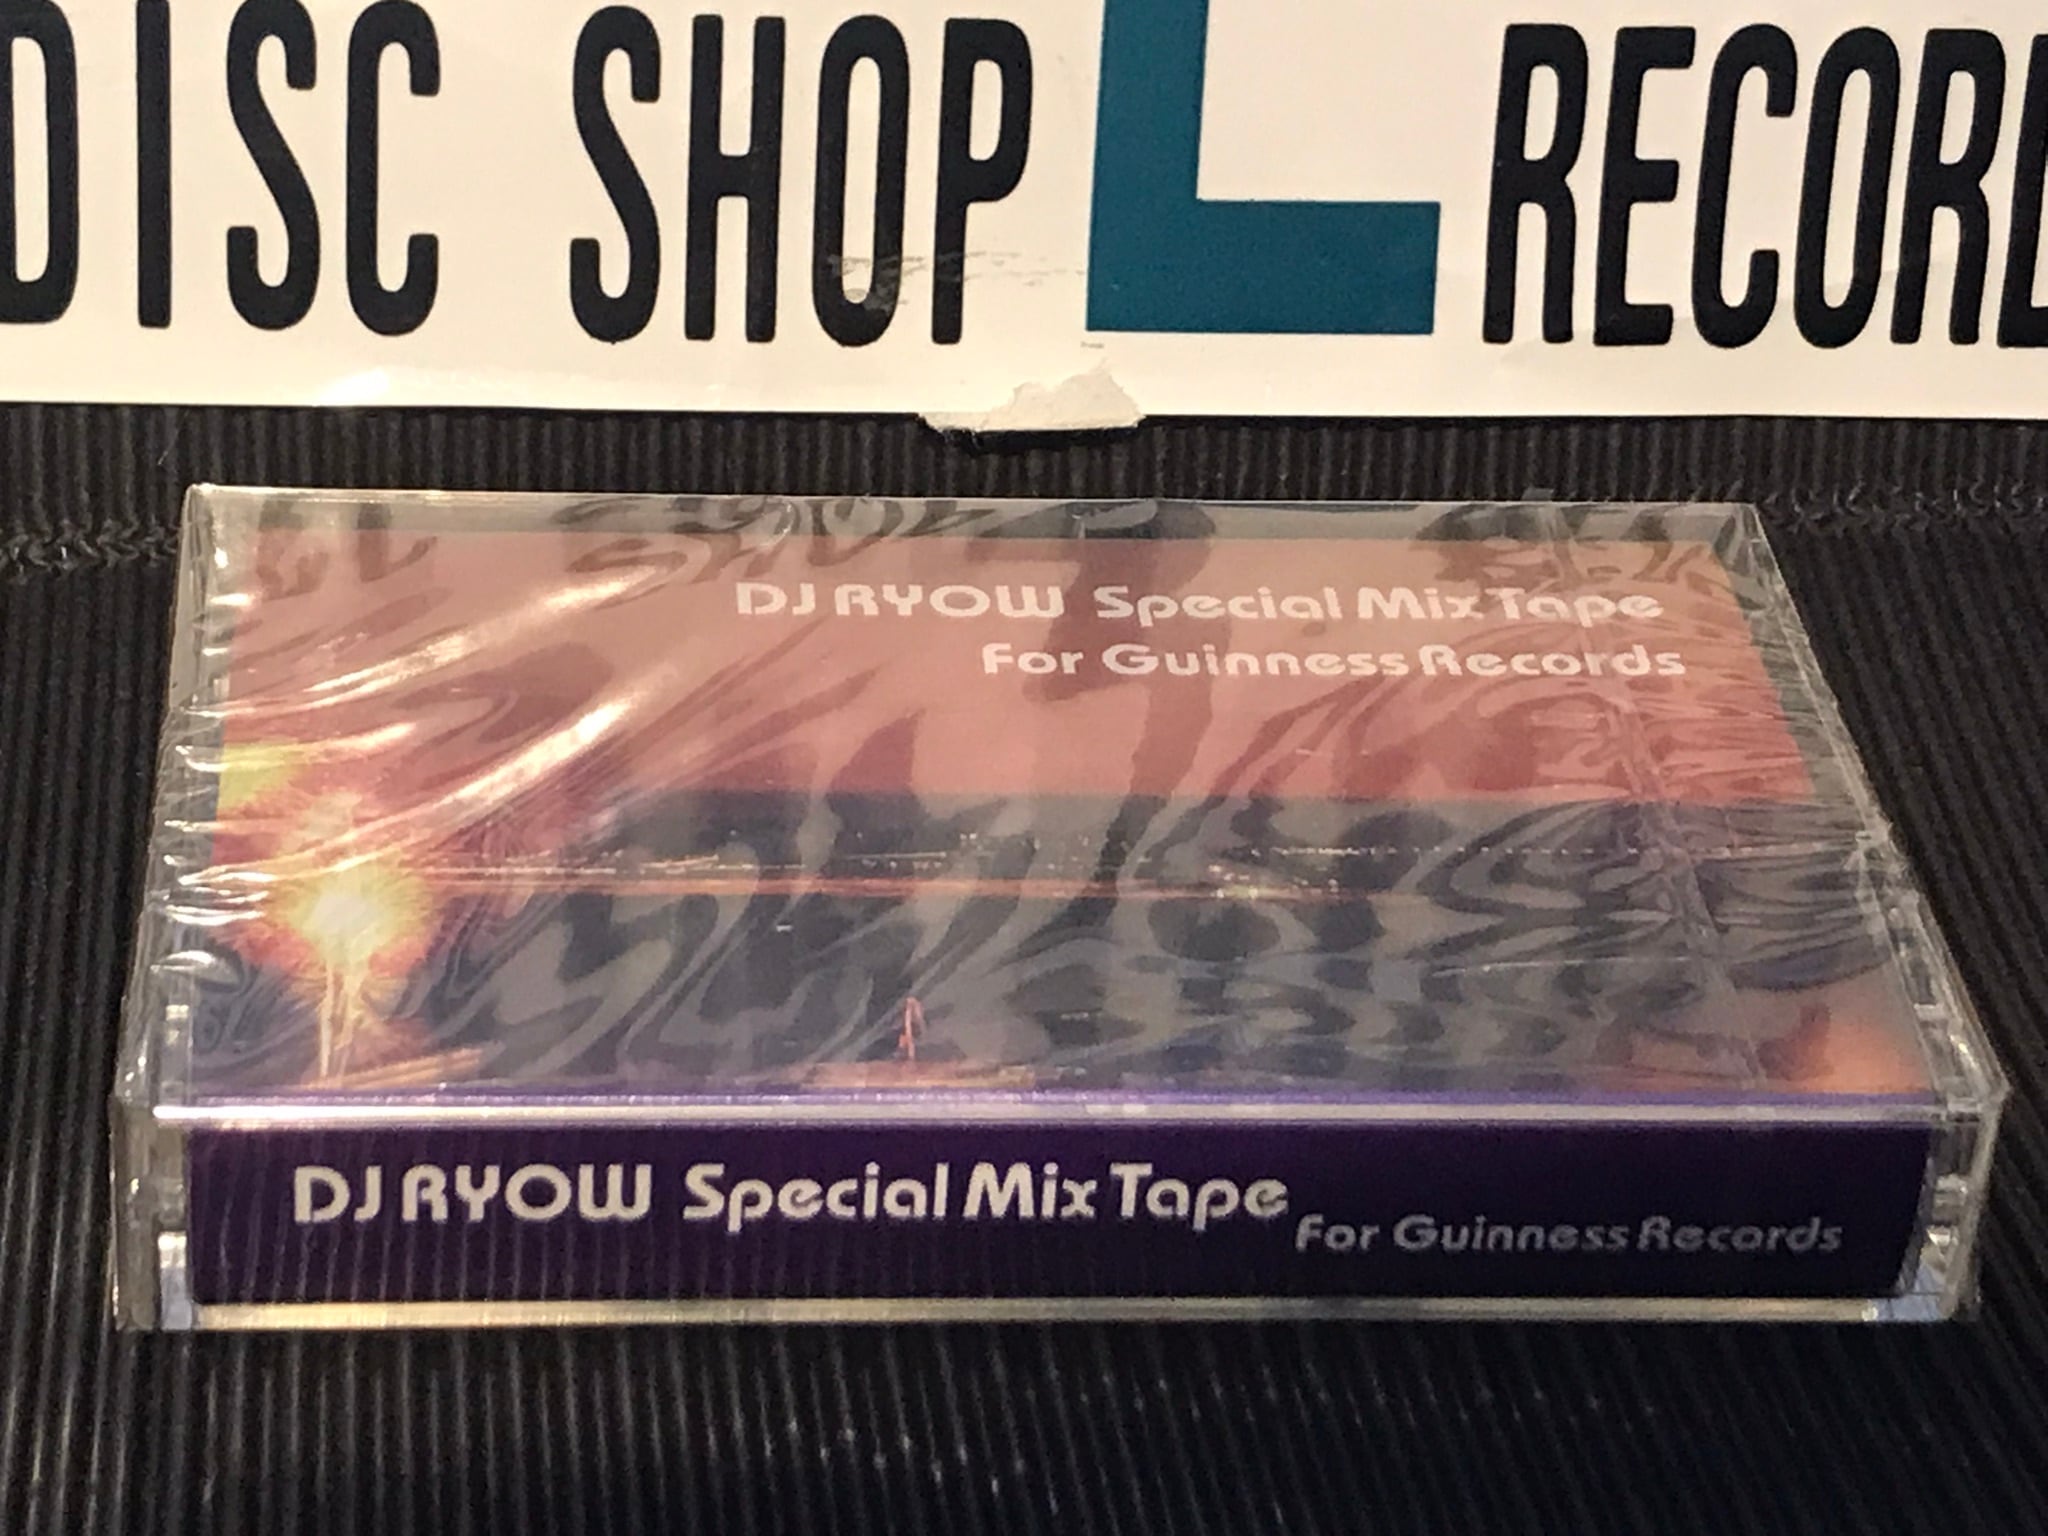 DISC SHOP L RECORD
DJ RYOW Special Mix Tape
For Guinness Records
DJ RYOW Special Mix Tape For Guinness Records